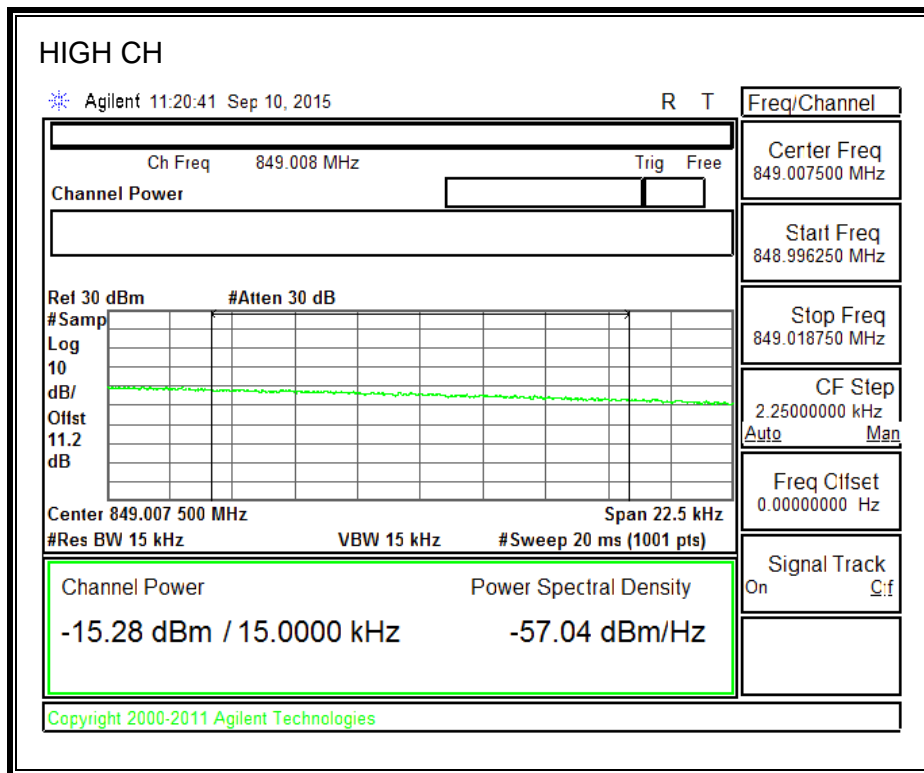 HIGH CH
Agilent 11:20:41 Sep 10, 2015 R T
Freq/Channel
Ch Freq 849.008 MHz Trig Free
Channel Power
Center Freq
849.007500 MHz
Start Freq
848.996250 MHz
Stop Freq
849.018750 MHz
CF Step
2.25000000 kHz
Auto Man
Freq Offset
0.00000000 Hz
Signal Track
On Off
Ref 30 dBm #Atten 30 dB
#Samp
Log
10
dB/
Offst
11.2
dB
Center 849.007 500 MHz Span 22.5 kHz
#Res BW 15 kHz VBW 15 kHz #Sweep 20 ms (1001 pts)
Channel Power Power Spectral Density
-15.28 dBm / 15.0000 kHz -57.04 dBm/Hz
Copyright 2000-2011 Agilent Technologies